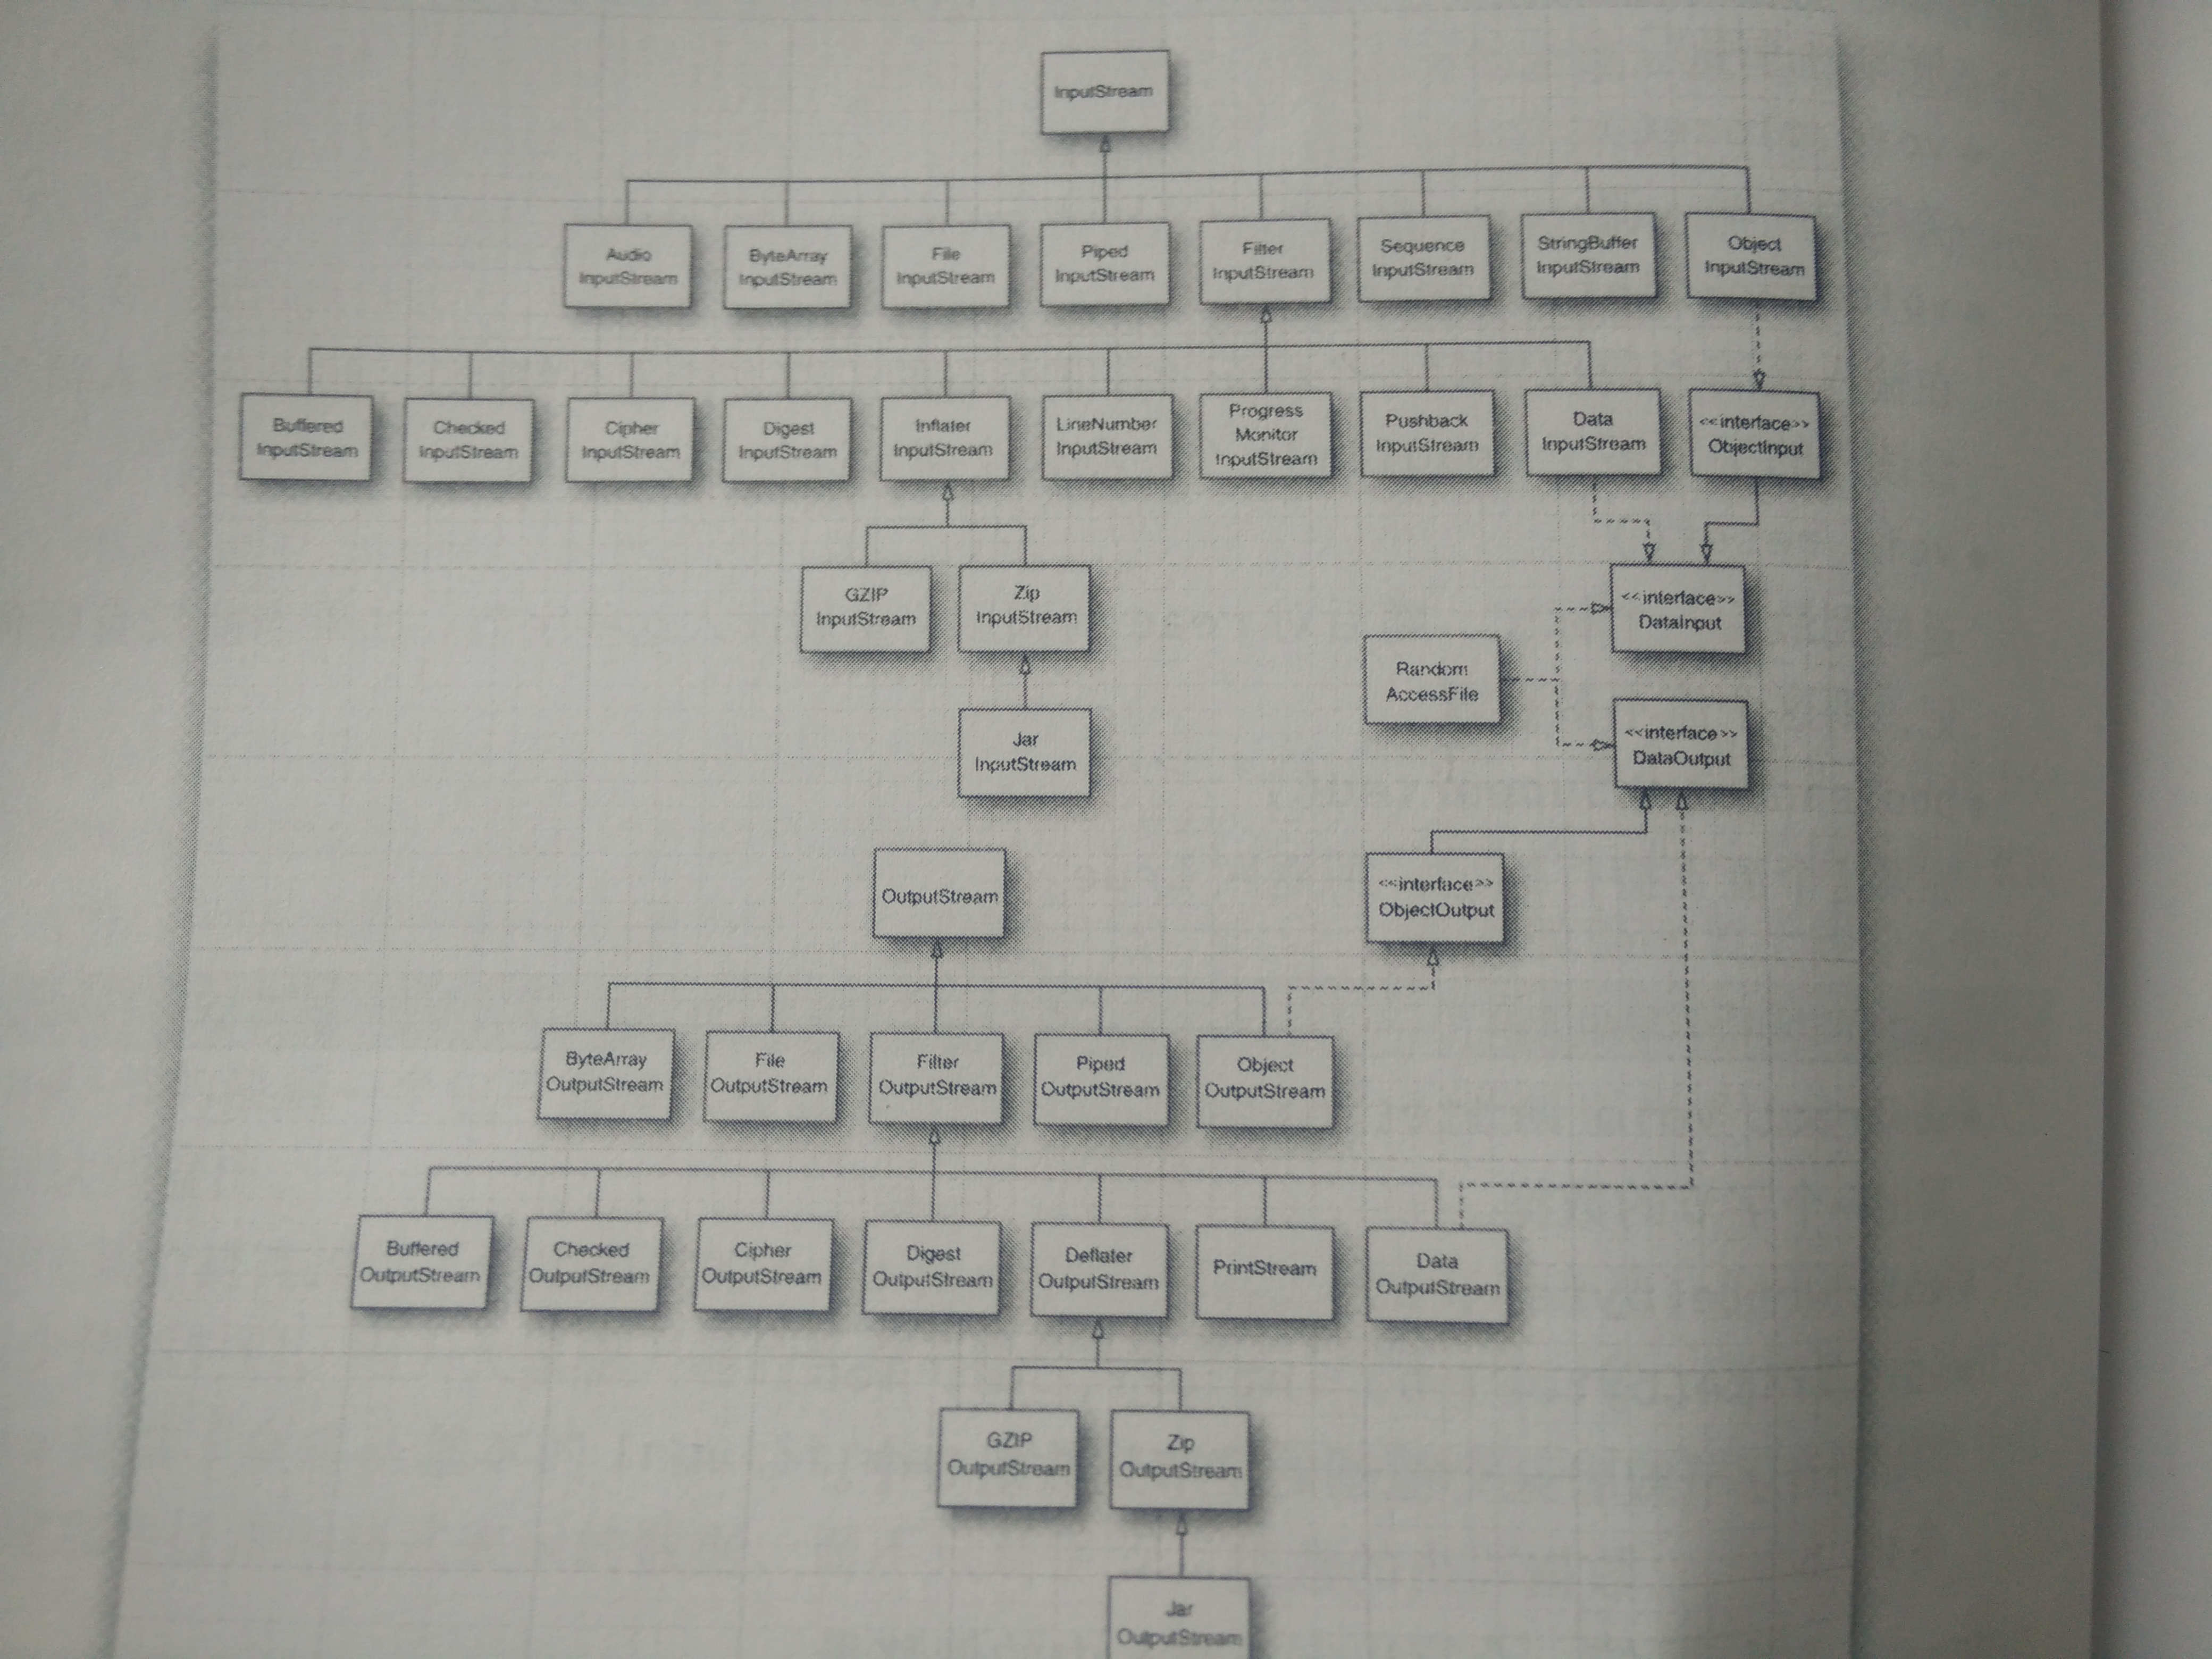 InputStream
Audio
InputStream
ByteArray
InputStream
File
InputStream
Piped
InputStream
Filter
InputStream
Sequence
InputStream
StringBuffer
InputStream
Object
InputStream
Buffered
InputStream
Checked
InputStream
Cipher
InputStream
Digest
InputStream
Inflater
InputStream
LineNumber
InputStream
Progress
Monitor
InputStream
Pushback
InputStream
Data
InputStream
<<interface>>
ObjectInput
GZIP
InputStream
Zip
InputStream
<<interface>>
DataInput
Random
AccessFile
Jar
InputStream
<<interface>>
DataOutput
OutputStream
<<interface>>
ObjectOutput
ByteArray
OutputStream
File
OutputStream
Filter
OutputStream
Piped
OutputStream
Object
OutputStream
Buffered
OutputStream
Checked
OutputStream
Cipher
OutputStream
Digest
OutputStream
Deflater
OutputStream
PrintStream
Data
OutputStream
GZIP
OutputStream
Zip
OutputStream
Jar
OutputStream